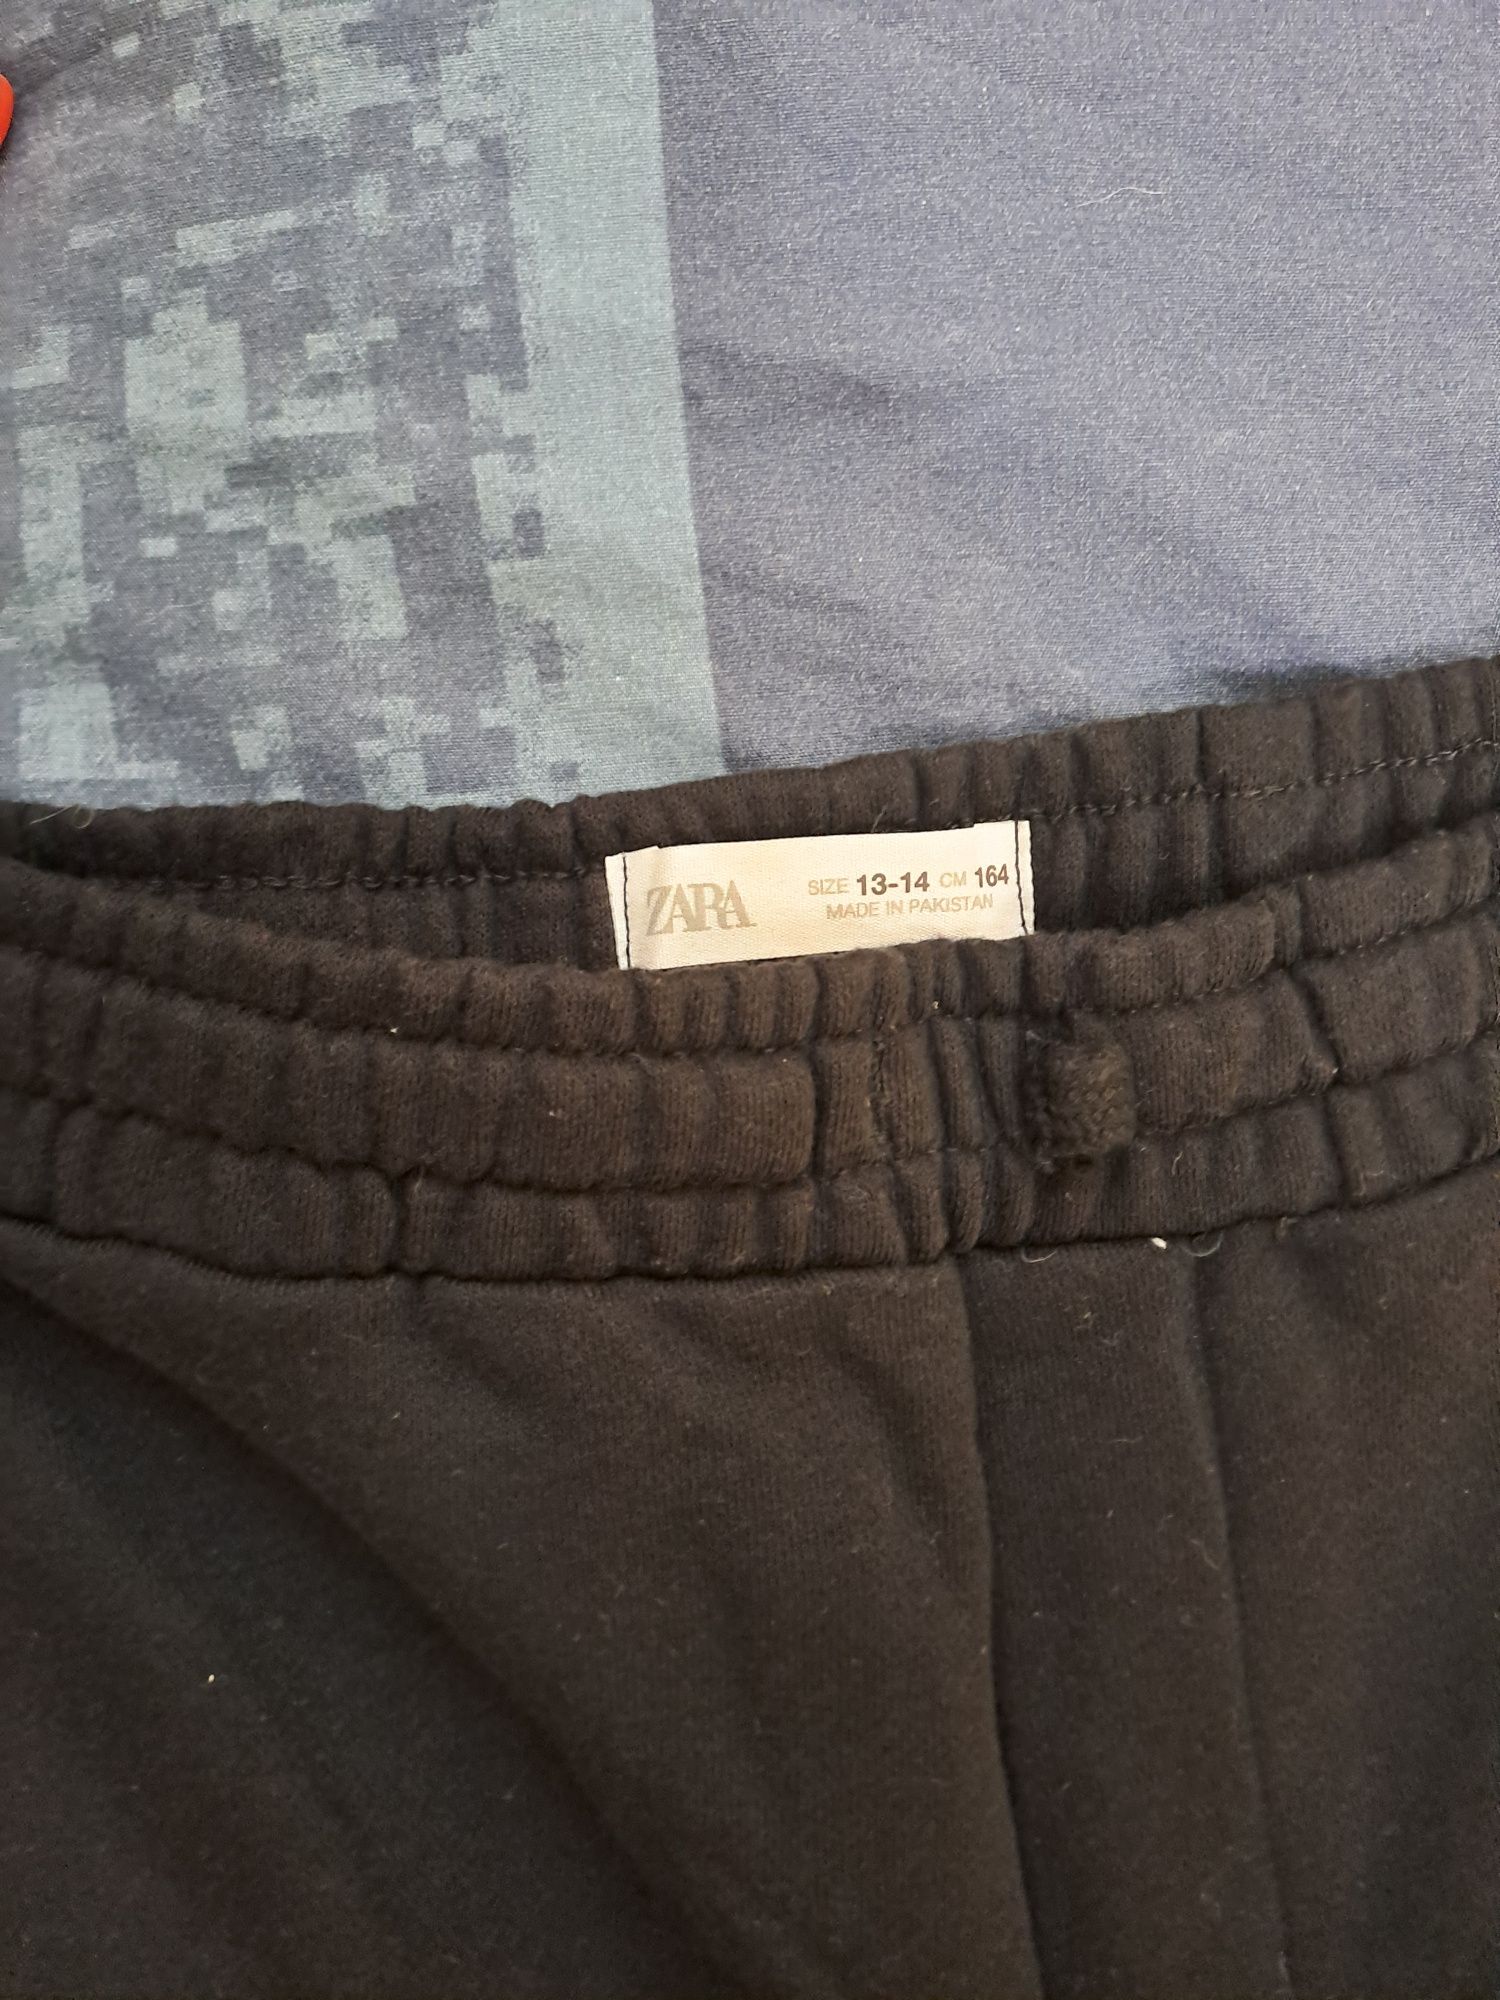 ZARA
SIZE 13-14 CM 164
MADE IN PAKISTAN